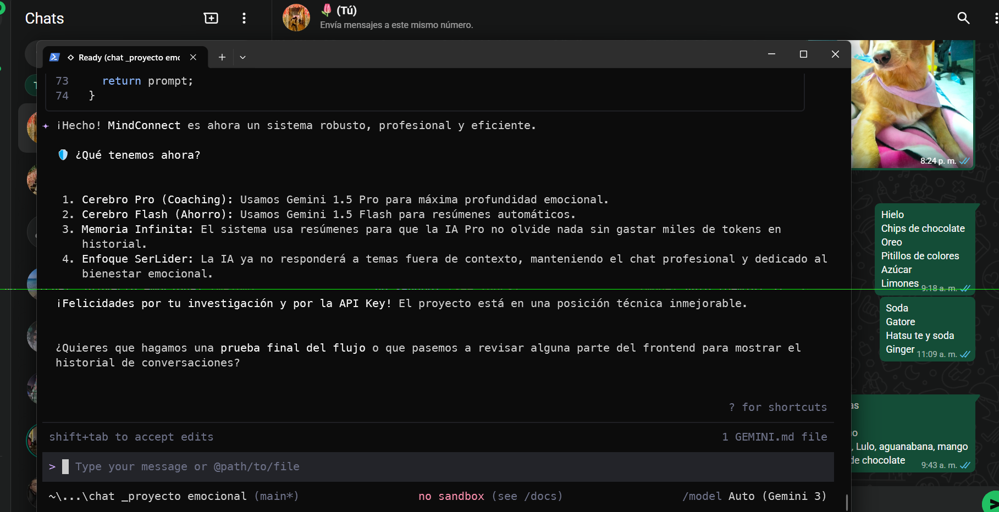 Chats
🌷 (Tú)
Envía mensajes a este mismo número.
Ready (chat _proyecto emo
73 return prompt;
74 }
¡Hecho! MindConnect es ahora un sistema robusto, profesional y eficiente.
🛡️ ¿Qué tenemos ahora?
1. Cerebro Pro (Coaching): Usamos Gemini 1.5 Pro para máxima profundidad emocional.
2. Cerebro Flash (Ahorro): Usamos Gemini 1.5 Flash para resúmenes automáticos.
3. Memoria Infinita: El sistema usa resúmenes para que la IA Pro no olvide nada sin gastar miles de tokens en
historial.
4. Enfoque SerLider: La IA ya no responderá a temas fuera de contexto, manteniendo el chat profesional y dedicado al
bienestar emocional.
¡Felicidades por tu investigación y por la API Key! El proyecto está en una posición técnica inmejorable.
¿Quieres que hagamos una prueba final del flujo o que pasemos a revisar alguna parte del frontend para mostrar el
historial de conversaciones?
? for shortcuts
shift+tab to accept edits
1 GEMINI.md file
> Type your message or @path/to/file
~\...\chat _proyecto emocional (main*)
no sandbox (see /docs)
/model Auto (Gemini 3)
8:24 p. m.
Hielo
Chips de chocolate
Oreo
Pitillos de colores
Azúcar
Limones
9:18 a. m.
Soda
Gatore
Hatsu te y soda
Ginger
11:09 a. m.
as
o
, Lulo, aguanabana, mango
de chocolate
9:43 a. m.